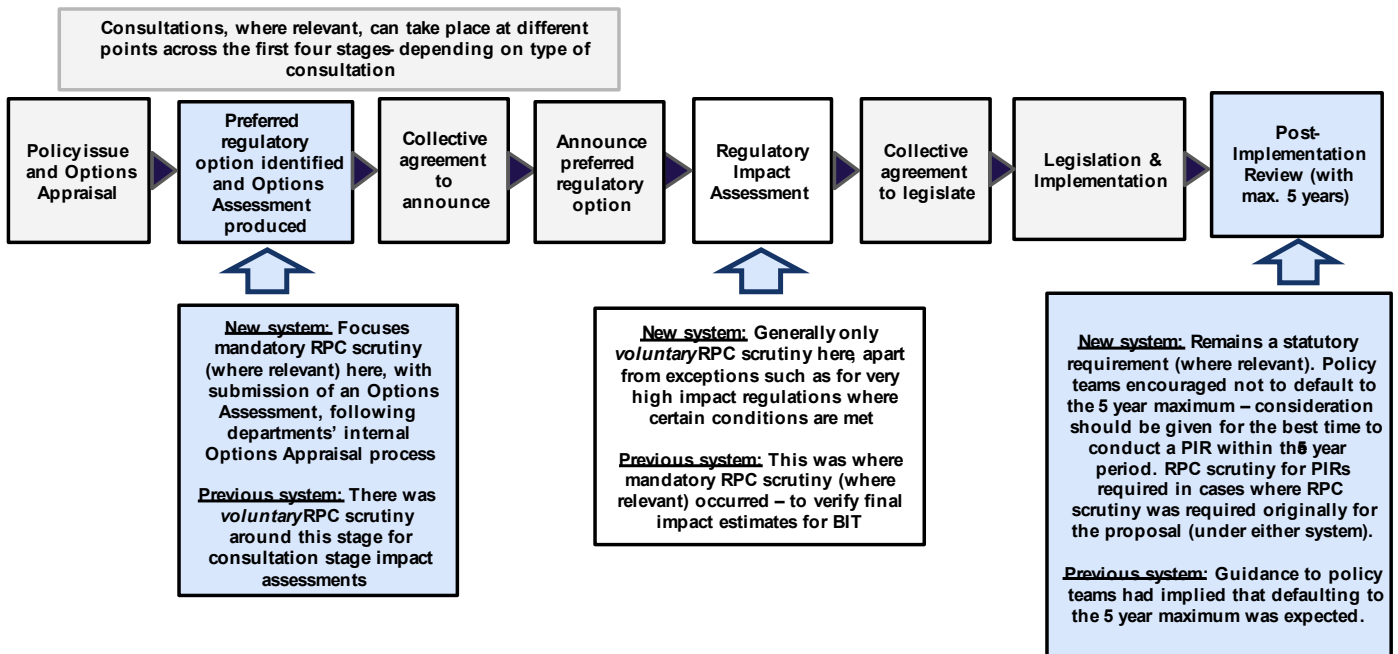 Consultations, where relevant, can take place at different
points across the first four stages- depending on type of
consultation
Policy issue
and Options
Appraisal
Preferred
regulatory
option identified
and Options
Assessment
produced
Collective
agreement
to
announce
Announce
preferred
regulatory
option
Regulatory
Impact
Assessment
Collective
agreement
to legislate
Legislation &
Implementation
Post-
Implementation
Review (with
max. 5 years)
New system: Focuses
mandatory RPC scrutiny
(where relevant) here, with
submission of an Options
Assessment, following
departments’ internal
Options Appraisal process
Previous system: There was
voluntary RPC scrutiny
around this stage for
consultation stage impact
assessments
New system: Generally only
voluntary RPC scrutiny here, apart
from exceptions such as for very
high impact regulations where
certain conditions are met
Previous system: This was where
mandatory RPC scrutiny (where
relevant) occurred – to verify final
impact estimates for BIT
New system: Remains a statutory
requirement (where relevant). Policy
teams encouraged not to default to
the 5 year maximum – consideration
should be given for the best time to
conduct a PIR within the 5 year
period. RPC scrutiny for PIRs
required in cases where RPC
scrutiny was required originally for
the proposal (under either system).
Previous system: Guidance to policy
teams had implied that defaulting to
the 5 year maximum was expected.